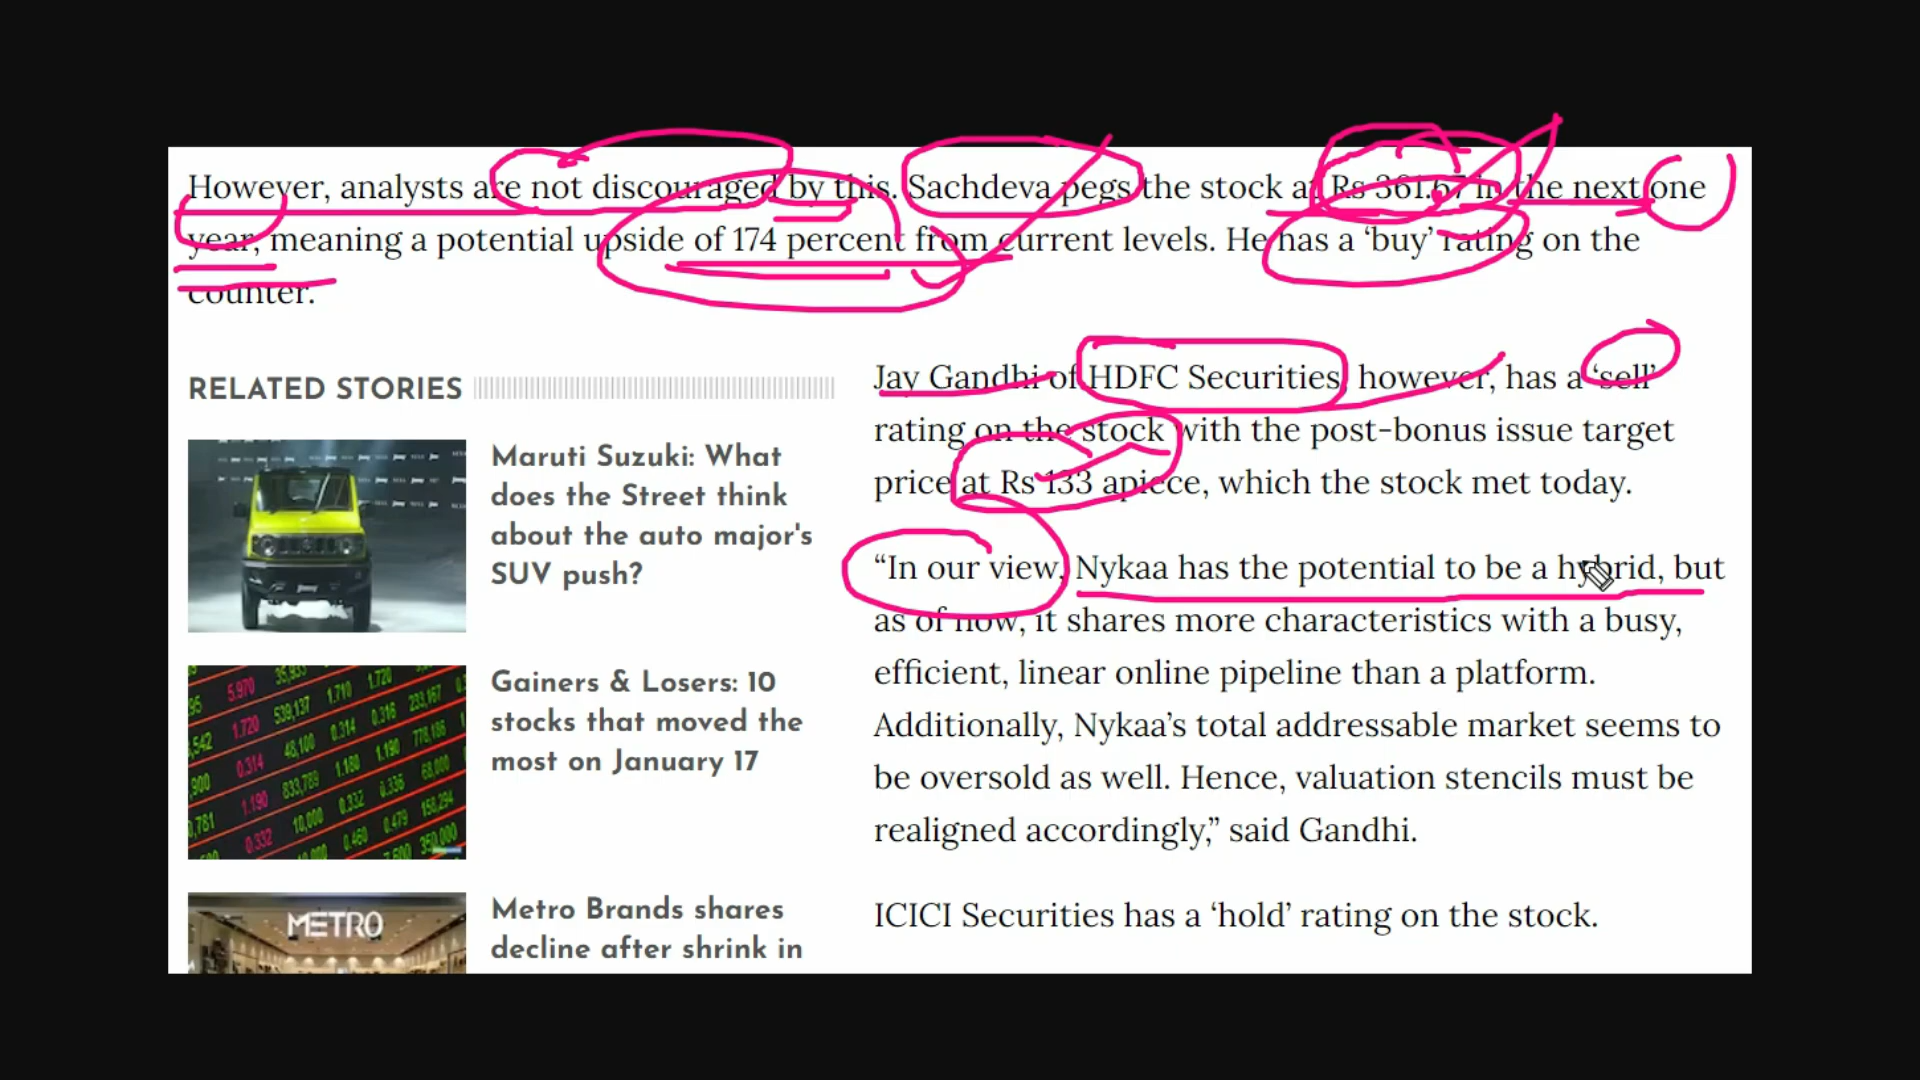 However, analysts are not discouraged by this. Sachdeva pegs the stock at Rs 361.67 in the next one
year, meaning a potential upside of 174 percent from current levels. He has a ‘buy’ rating on the
counter.
RELATED STORIES
Maruti Suzuki: What
does the Street think
about the auto major's
SUV push?
Gainers & Losers: 10
stocks that moved the
most on January 17
METRO
Metro Brands shares
decline after shrink in
Jay Gandhi of HDFC Securities, however, has a ‘sell’
rating on the stock with the post-bonus issue target
price at Rs 133 apiece, which the stock met today.
“In our view, Nykaa has the potential to be a hybrid, but
as of now, it shares more characteristics with a busy,
efficient, linear online pipeline than a platform.
Additionally, Nykaa’s total addressable market seems to
be oversold as well. Hence, valuation stencils must be
realigned accordingly,” said Gandhi.
ICICI Securities has a ‘hold’ rating on the stock.